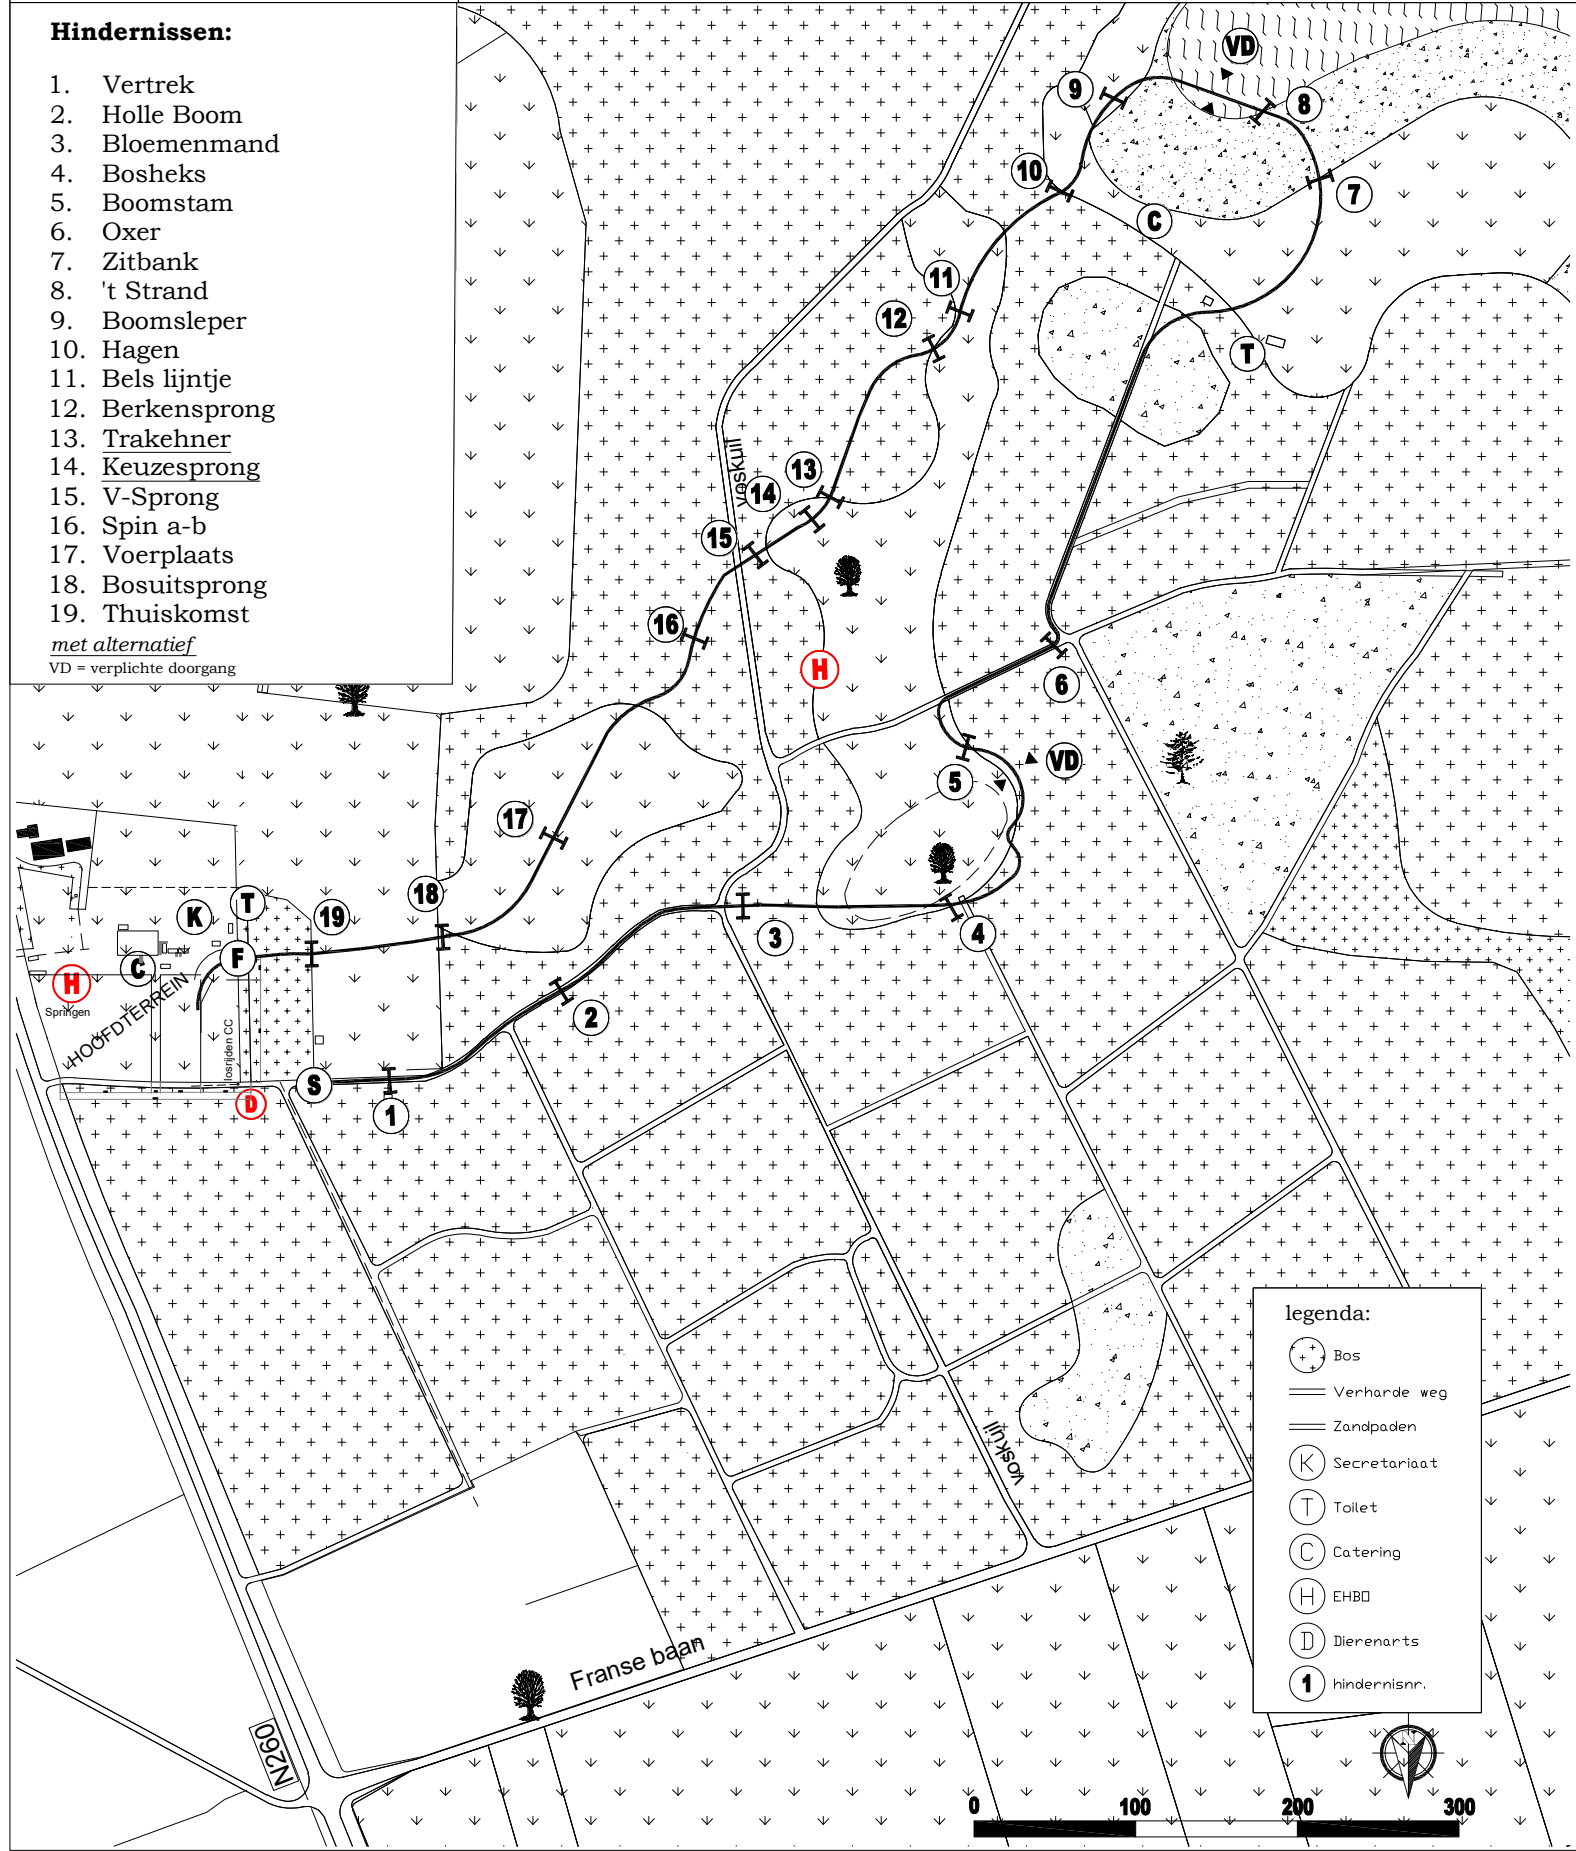 Hindernissen:
1. Vertrek
2. Holle Boom
3. Bloemenmand
4. Bosheks
5. Boomstam
6. Oxer
7. Zitbank
8. 't Strand
9. Boomsleper
10. Hagen
11. Bels lijntje
12. Berkensprong
13. Trakehner
14. Keuzesprong
15. V-Sprong
16. Spin a-b
17. Voerplaats
18. Bosuitsprong
19. Thuiskomst
met alternatief
VD = verplichte doorgang
VD
9
8
10
7
C
11
12
T
voskuil
13
14
15
16
H
6
5
VD
17
18
K
T
19
3
4
F
C
H
Springen
HOOFDTERREIN
losrijden CC
2
S
D
1
voskuil
Franse baan
N260
legenda:
Bos
Verharde weg
Zandpaden
K Secretariaat
T Toilet
C Catering
H EHBO
D Dierenarts
1 hindernisnr.
0 100 200 300